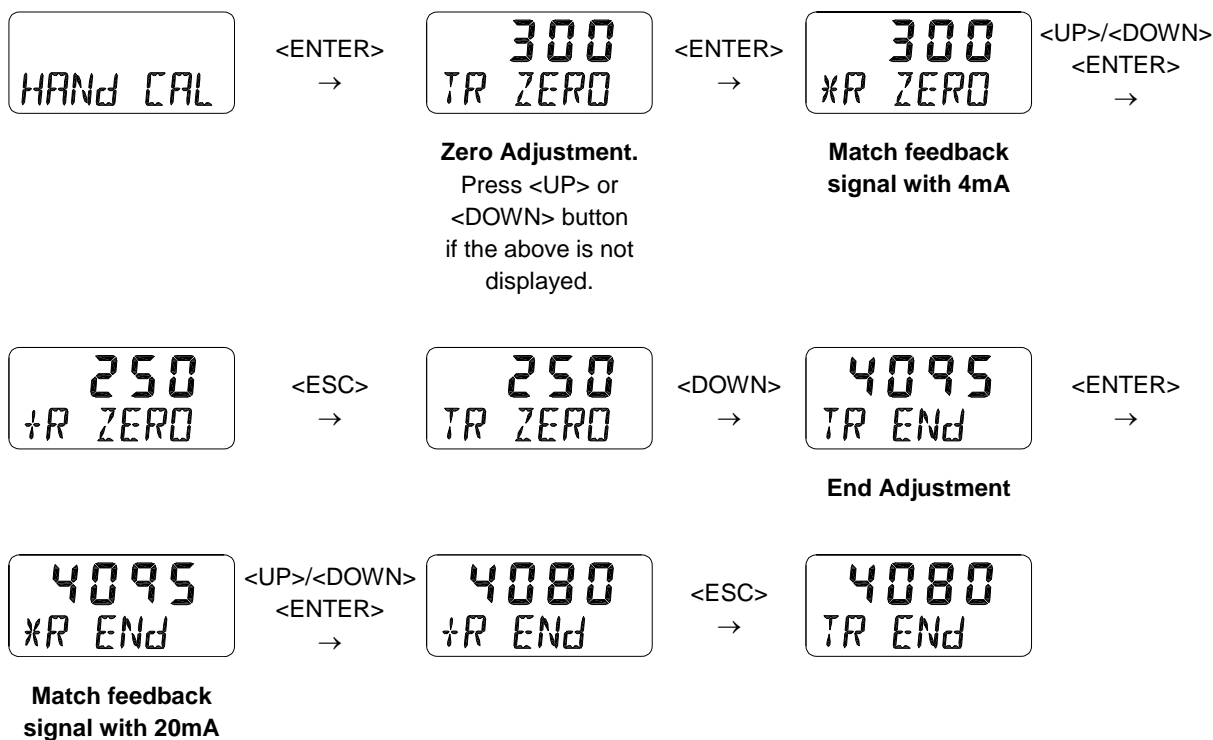 HANd CAL
<ENTER>
→
300
TR ZERO
Zero Adjustment.
Press <UP> or
<DOWN> button
if the above is not
displayed.
<ENTER>
→
300
*R ZERO
Match feedback
signal with 4mA
<UP>/<DOWN>
<ENTER>
→
250
+R ZERO
<ESC>
→
250
TR ZERO
<DOWN>
→
4095
TR ENd
End Adjustment
<ENTER>
→
4095
*R ENd
Match feedback
signal with 20mA
<UP>/<DOWN>
<ENTER>
→
4080
+R ENd
<ESC>
→
4080
TR ENd